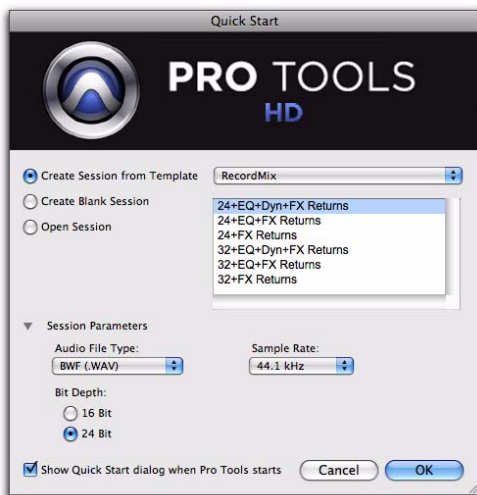 Quick Start
PRO TOOLS
HD
Create Session from Template
RecordMix
Create Blank Session
Open Session
24+EQ+Dyn+FX Returns
24+EQ+FX Returns
24+FX Returns
32+EQ+Dyn+FX Returns
32+EQ+FX Returns
32+FX Returns
Session Parameters
Audio File Type:
BWF (.WAV)
Sample Rate:
44.1 kHz
Bit Depth:
16 Bit
24 Bit
Show Quick Start dialog when Pro Tools starts
Cancel
OK